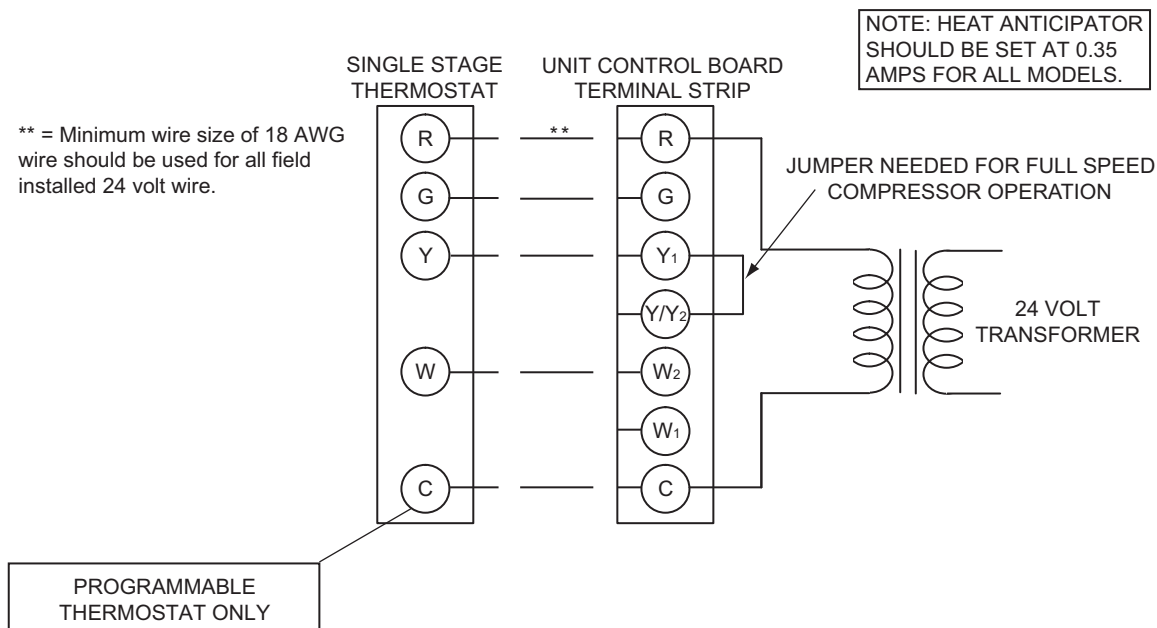 NOTE: HEAT ANTICIPATOR
SHOULD BE SET AT 0.35
AMPS FOR ALL MODELS.
SINGLE STAGE
THERMOSTAT
UNIT CONTROL BOARD
TERMINAL STRIP
** = Minimum wire size of 18 AWG
wire should be used for all field
installed 24 volt wire.
R
**
R
JUMPER NEEDED FOR FULL SPEED
COMPRESSOR OPERATION
G
G
Y
Y1
Y/Y2
24 VOLT
TRANSFORMER
W
W2
W1
C
C
PROGRAMMABLE
THERMOSTAT ONLY